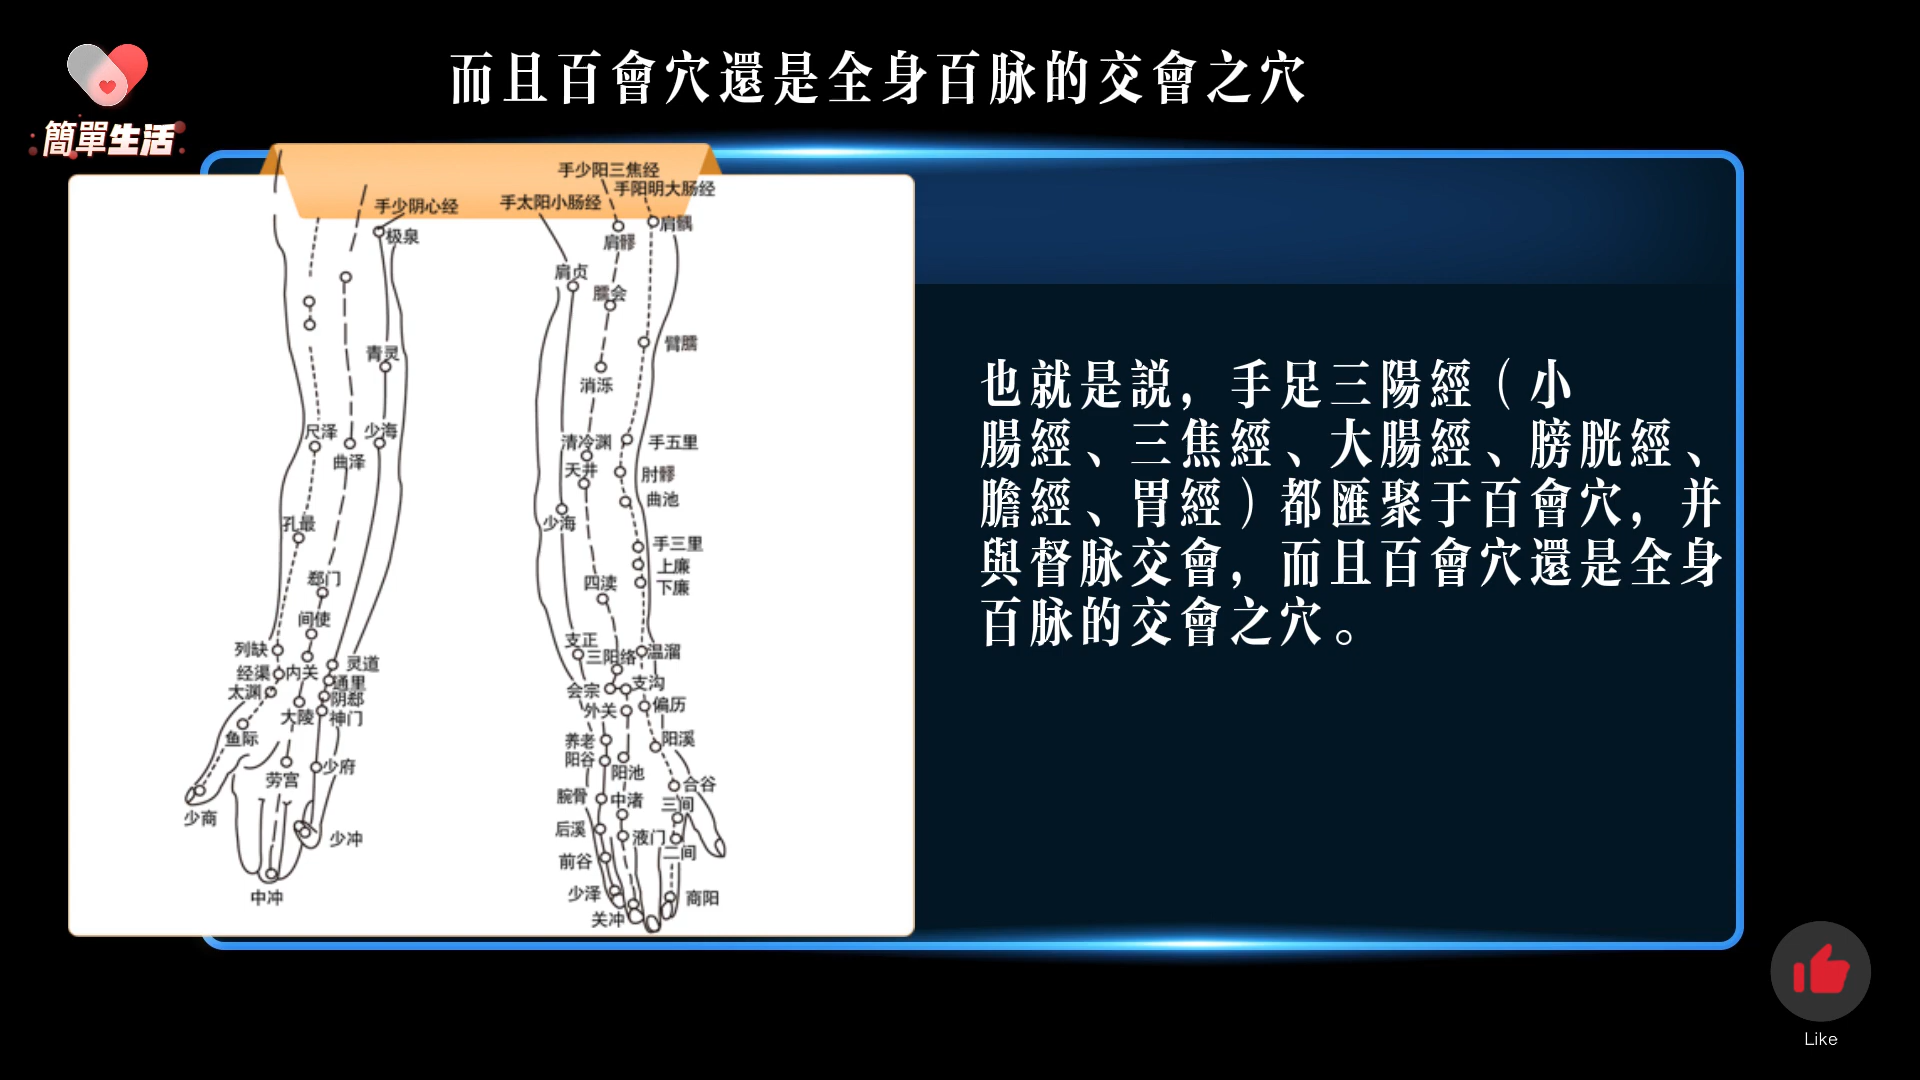 而且百會穴還是全身百脉的交會之穴
簡單生活
手少阳三焦经
手阳明大肠经
手少阴心经
手太阳小肠经
极泉
肩髃
肩髎
肩贞
臑会
臂臑
青灵
消泺
尺泽
少海
曲泽
清冷渊
手五里
天井
肘髎
曲池
孔最
少海
手三里
上廉
下廉
郄门
四渎
间使
支正
列缺
三阳络
温溜
灵道
经渠
内关
通里
太渊
阴郄
会宗
支沟
大陵
神门
外关
偏历
鱼际
养老
阳溪
阳谷
少府
劳宫
阳池
合谷
腕骨
中渚
三间
少商
后溪
液门
少冲
二间
前谷
中冲
少泽
商阳
关冲
也就是説，手足三陽經（小
腸經、三焦經、大腸經、膀胱經、
膽經、胃經）都匯聚于百會穴，并
與督脉交會，而且百會穴還是全身
百脉的交會之穴。
Like